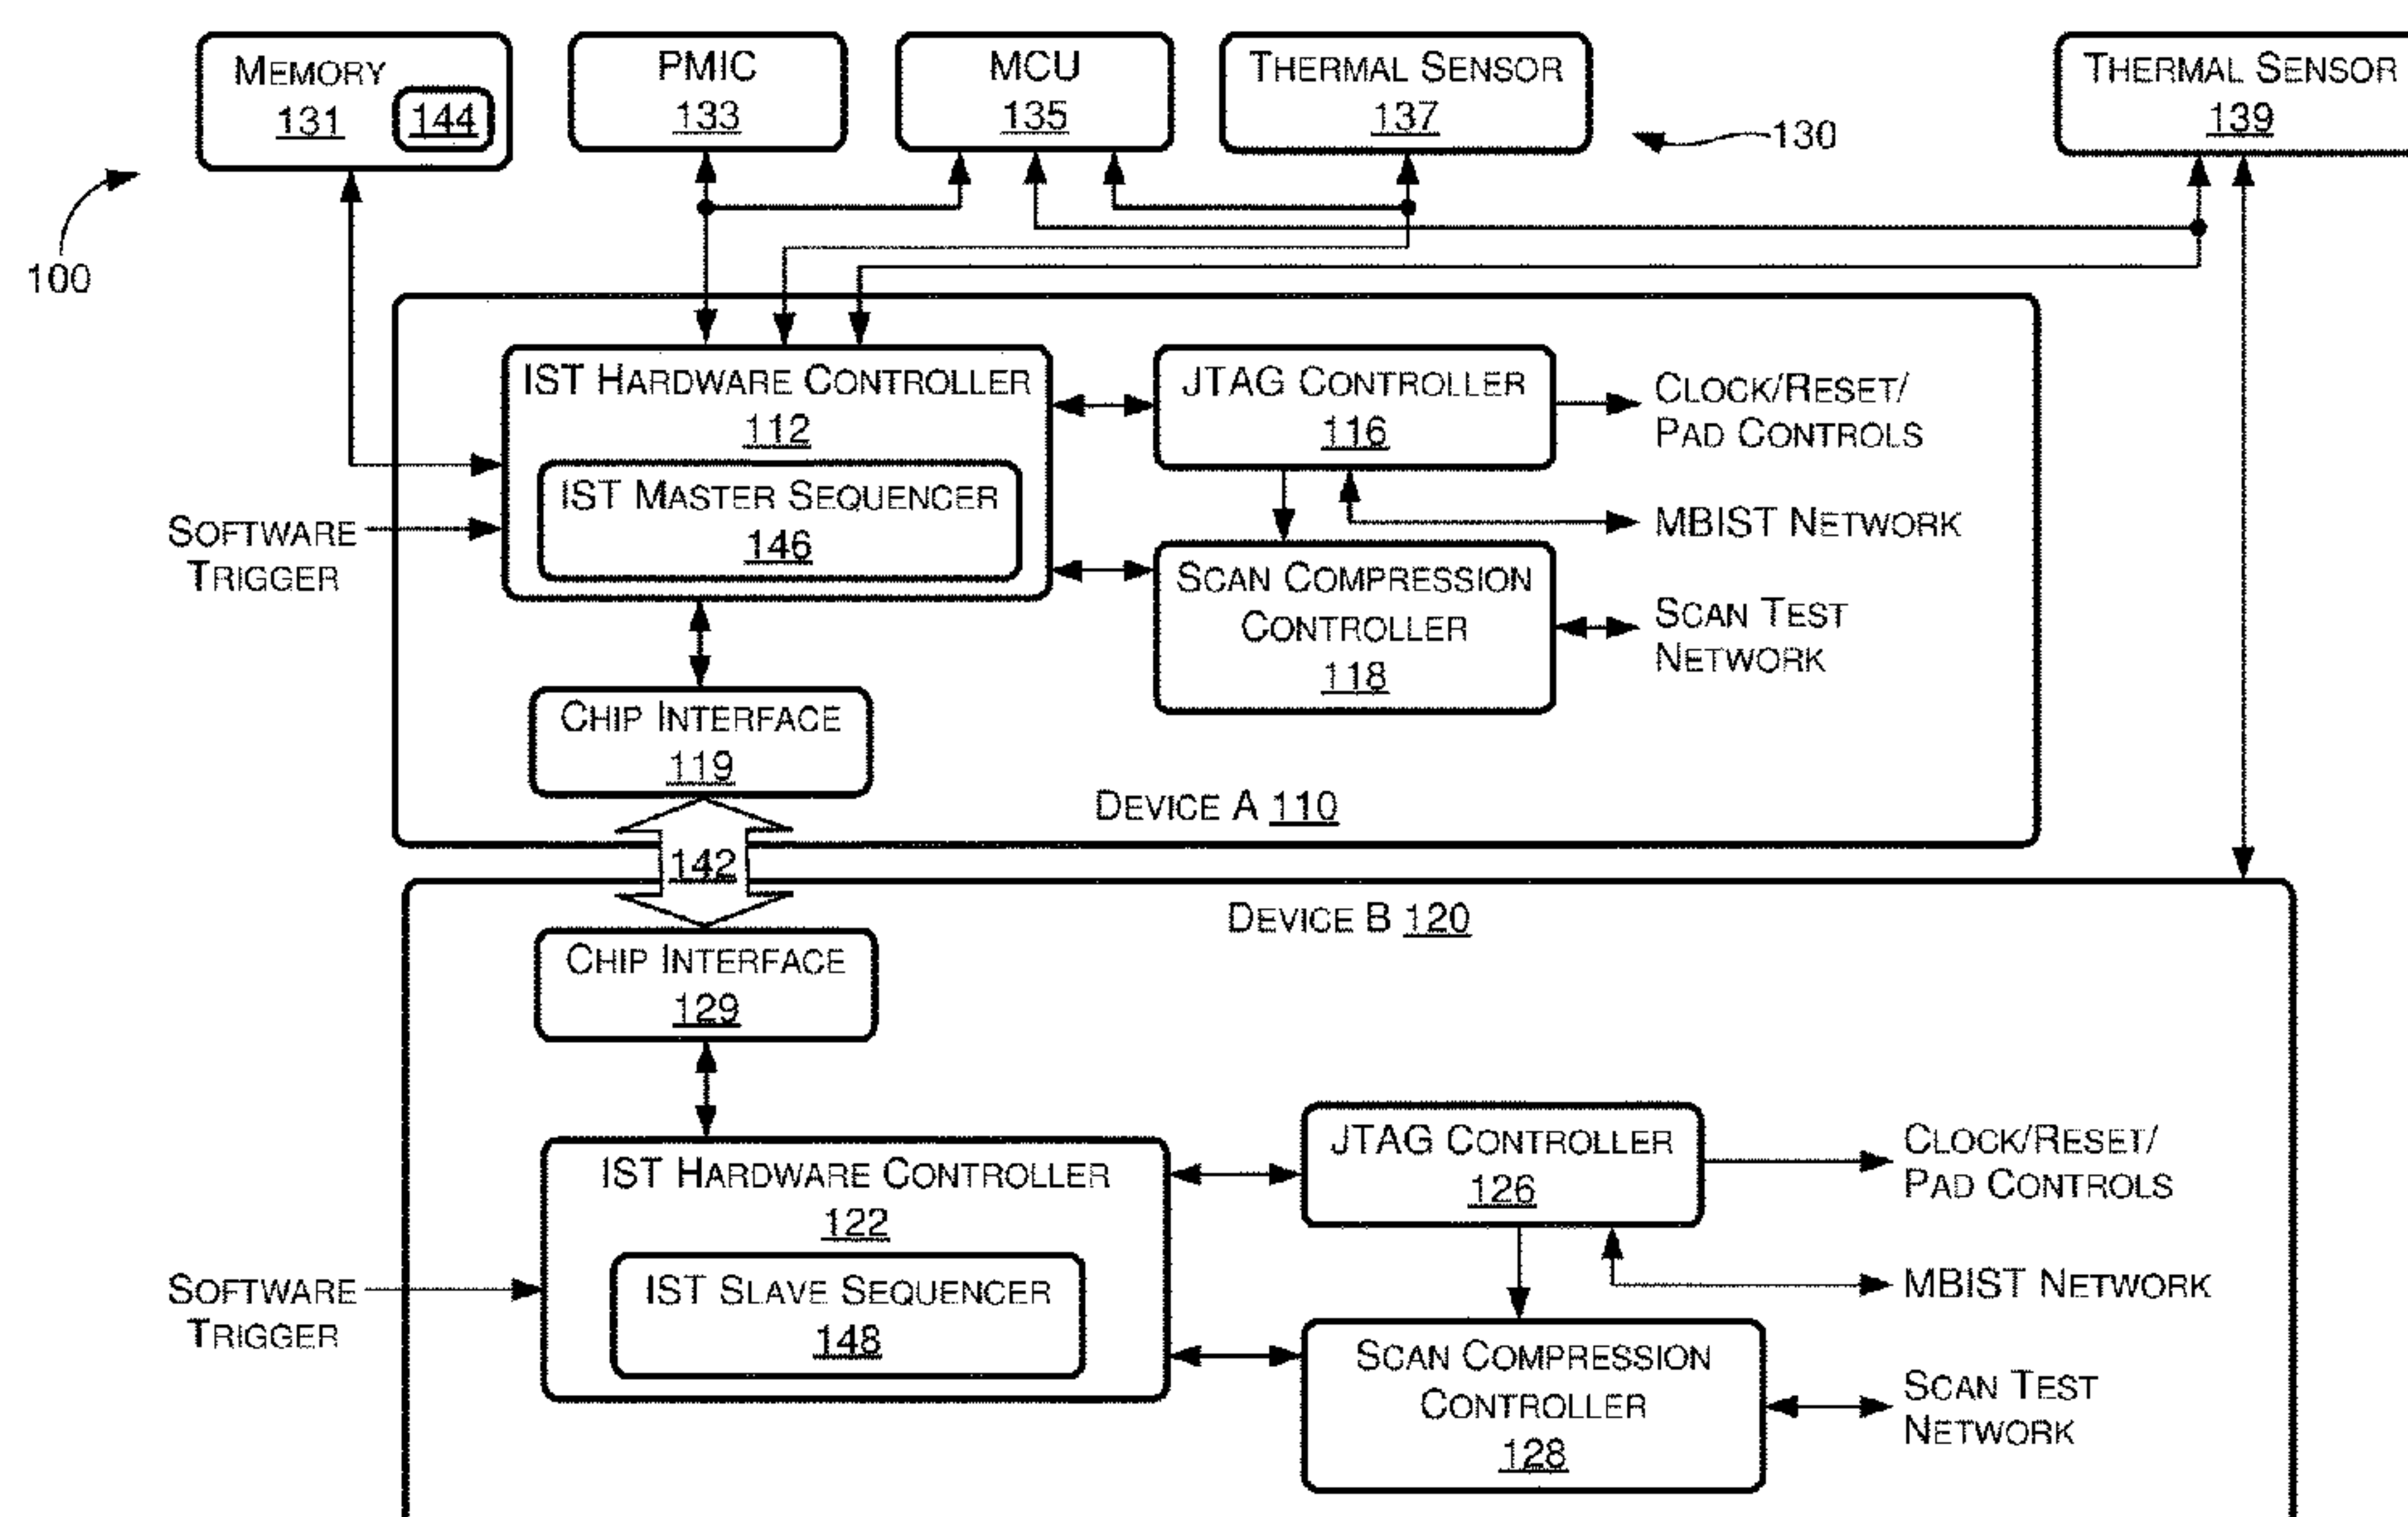 MEMORY
131
144
PMIC
133
MCU
135
THERMAL SENSOR
137
130
THERMAL SENSOR
139
100
IST HARDWARE CONTROLLER
112
IST MASTER SEQUENCER
146
JTAG CONTROLLER
116
CLOCK/RESET/
PAD CONTROLS
MBIST NETWORK
SOFTWARE
TRIGGER
SCAN COMPRESSION
CONTROLLER
118
SCAN TEST
NETWORK
CHIP INTERFACE
119
DEVICE A 110
142
DEVICE B 120
CHIP INTERFACE
129
IST HARDWARE CONTROLLER
122
IST SLAVE SEQUENCER
148
JTAG CONTROLLER
126
CLOCK/RESET/
PAD CONTROLS
SOFTWARE
TRIGGER
MBIST NETWORK
SCAN COMPRESSION
CONTROLLER
128
SCAN TEST
NETWORK